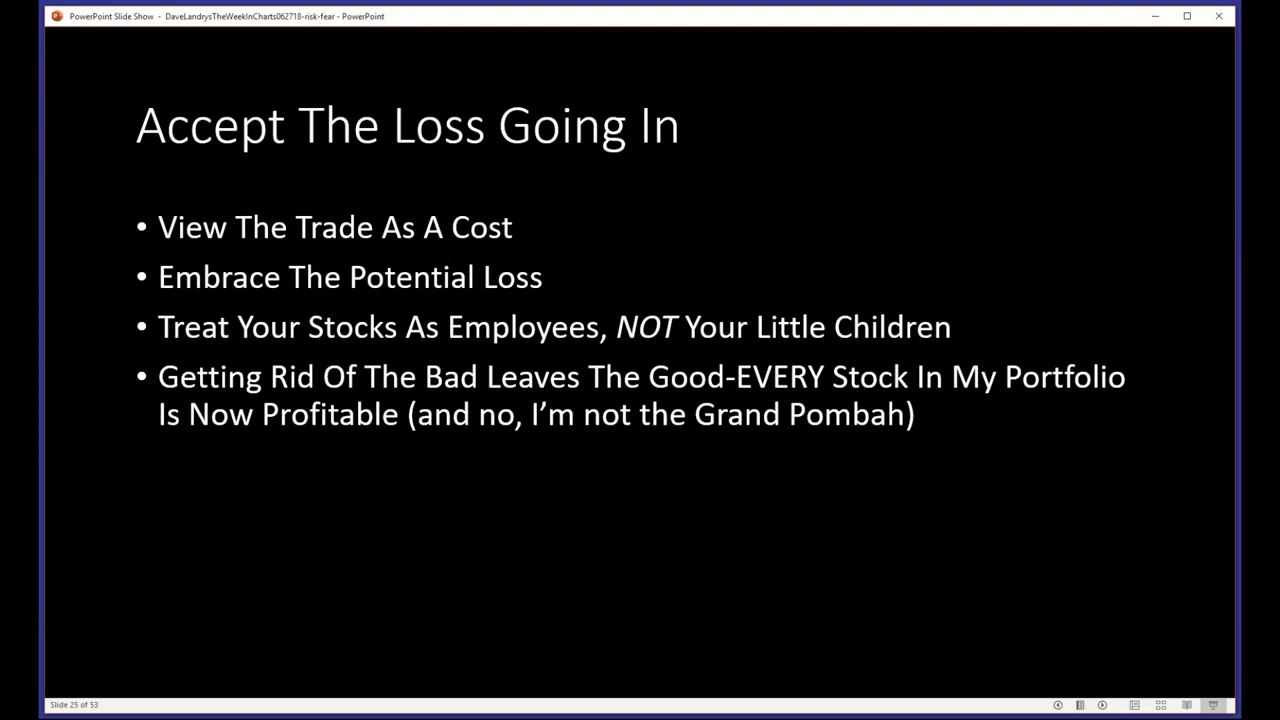 PowerPoint Slide Show - DaveLandrysTheWeekInCharts062718-risk-fear - PowerPoint
Accept The Loss Going In
• View The Trade As A Cost
• Embrace The Potential Loss
• Treat Your Stocks As Employees, NOT Your Little Children
• Getting Rid Of The Bad Leaves The Good-EVERY Stock In My Portfolio
Is Now Profitable (and no, I’m not the Grand Pombah)
Slide 25 of 53